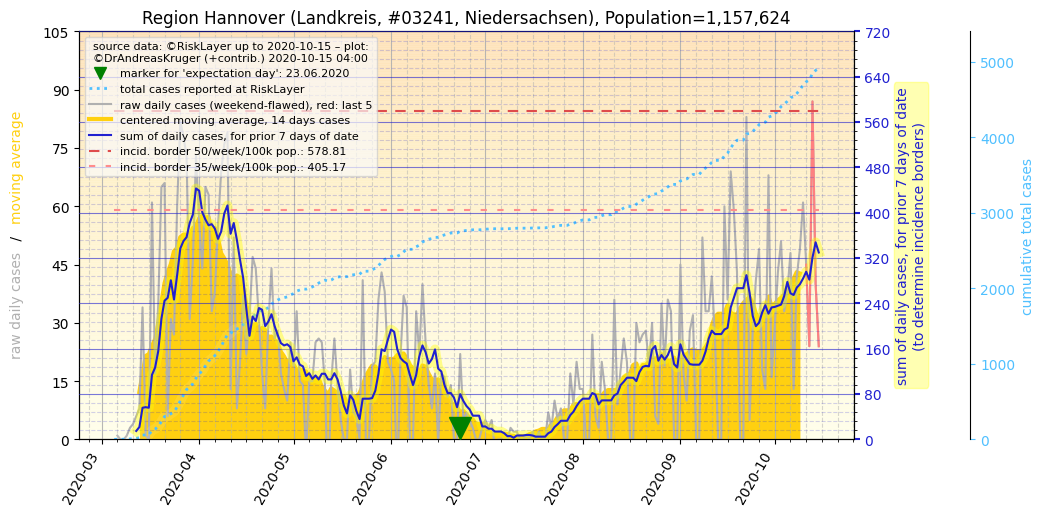 Region Hannover (Landkreis, #03241, Niedersachsen), Population=1,157,624
source data: ©RiskLayer up to 2020-10-15 – plot:
©DrAndreasKruger (+contrib.) 2020-10-15 04:00
marker for 'expectation day': 23.06.2020
total cases reported at RiskLayer
raw daily cases (weekend-flawed), red: last 5
centered moving average, 14 days cases
sum of daily cases, for prior 7 days of date
incid. border 50/week/100k pop.: 578.81
incid. border 35/week/100k pop.: 405.17
raw daily cases / moving average
105
90
75
60
45
30
15
0
2020-03
2020-04
2020-05
2020-06
2020-07
2020-08
2020-09
2020-10
720
640
560
480
400
320
240
160
80
0
sum of daily cases, for prior 7 days of date
(to determine incidence borders)
5000
4000
3000
2000
1000
0
cumulative total cases